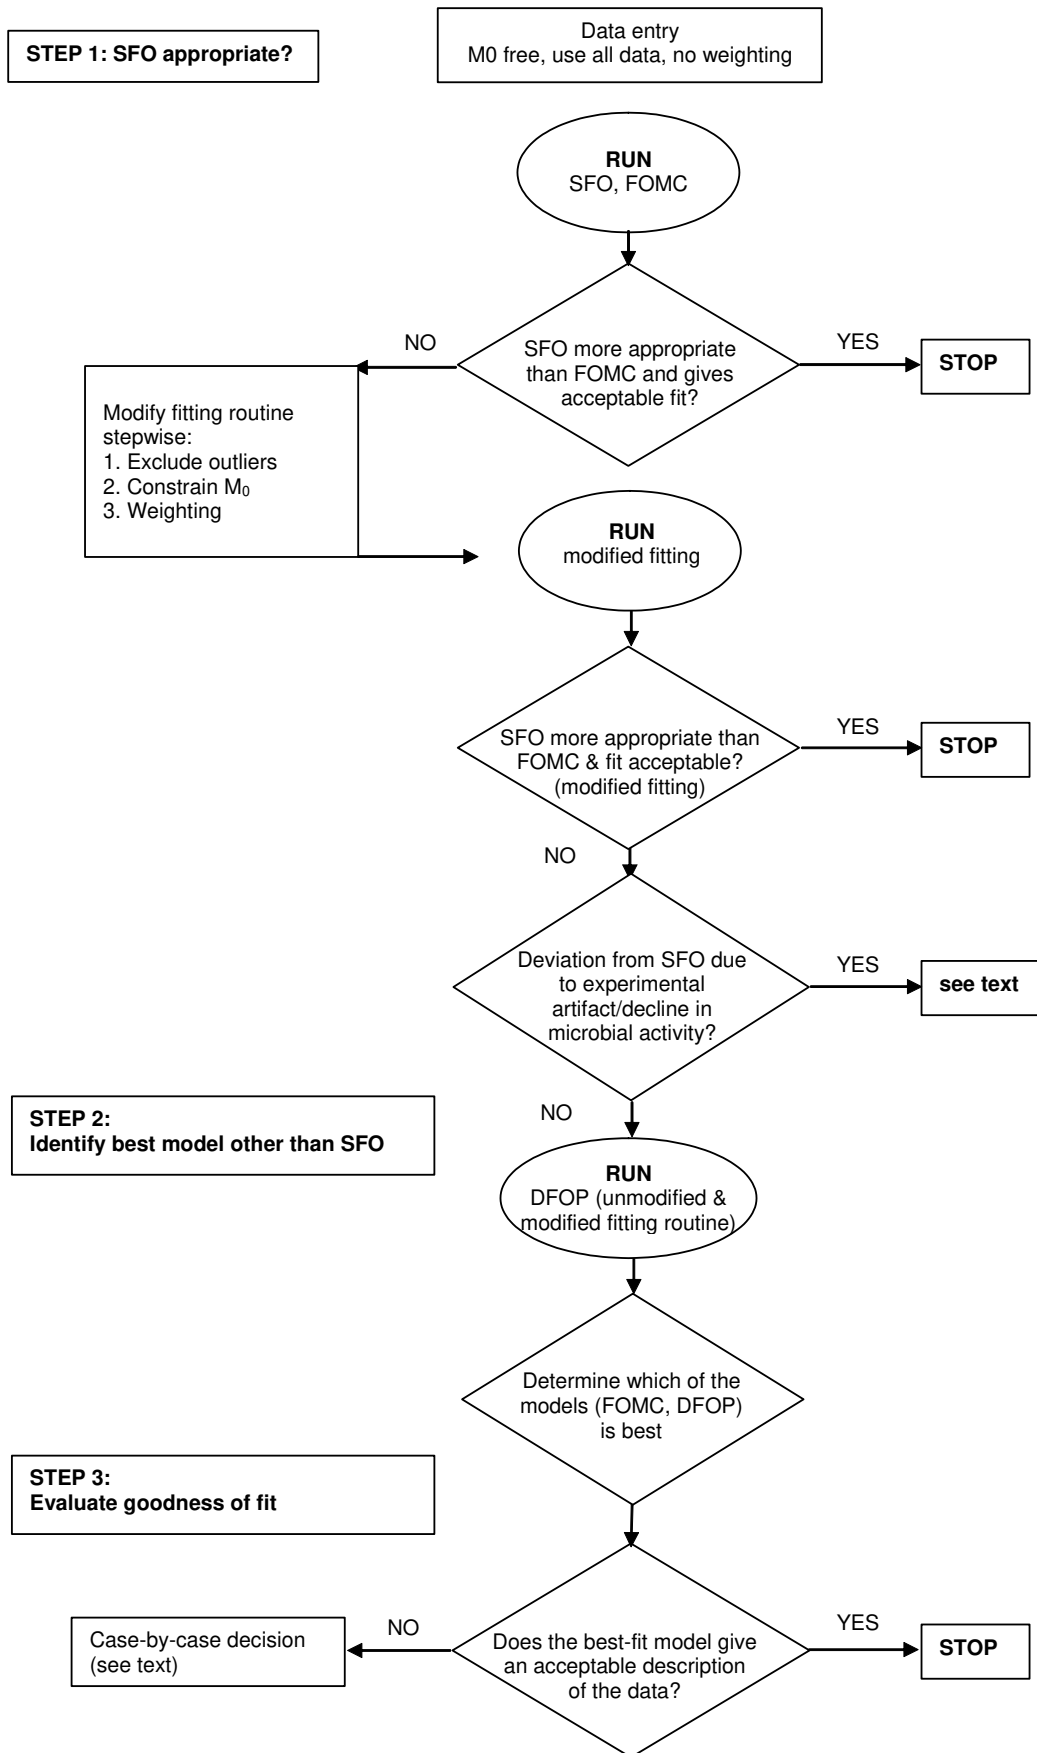 STEP 1: SFO appropriate?
Data entry
M0 free, use all data, no weighting
RUN
SFO, FOMC
NO
SFO more appropriate
than FOMC and gives
acceptable fit?
YES
STOP
Modify fitting routine
stepwise:
1. Exclude outliers
2. Constrain M₀
3. Weighting
RUN
modified fitting
SFO more appropriate than
FOMC & fit acceptable?
(modified fitting)
YES
STOP
NO
Deviation from SFO due
to experimental
artifact/decline in
microbial activity?
YES
see text
NO
STEP 2:
Identify best model other than SFO
RUN
DFOP (unmodified &
modified fitting routine)
Determine which of the
models (FOMC, DFOP)
is best
STEP 3:
Evaluate goodness of fit
Case-by-case decision
(see text)
NO
Does the best-fit model give
an acceptable description
of the data?
YES
STOP